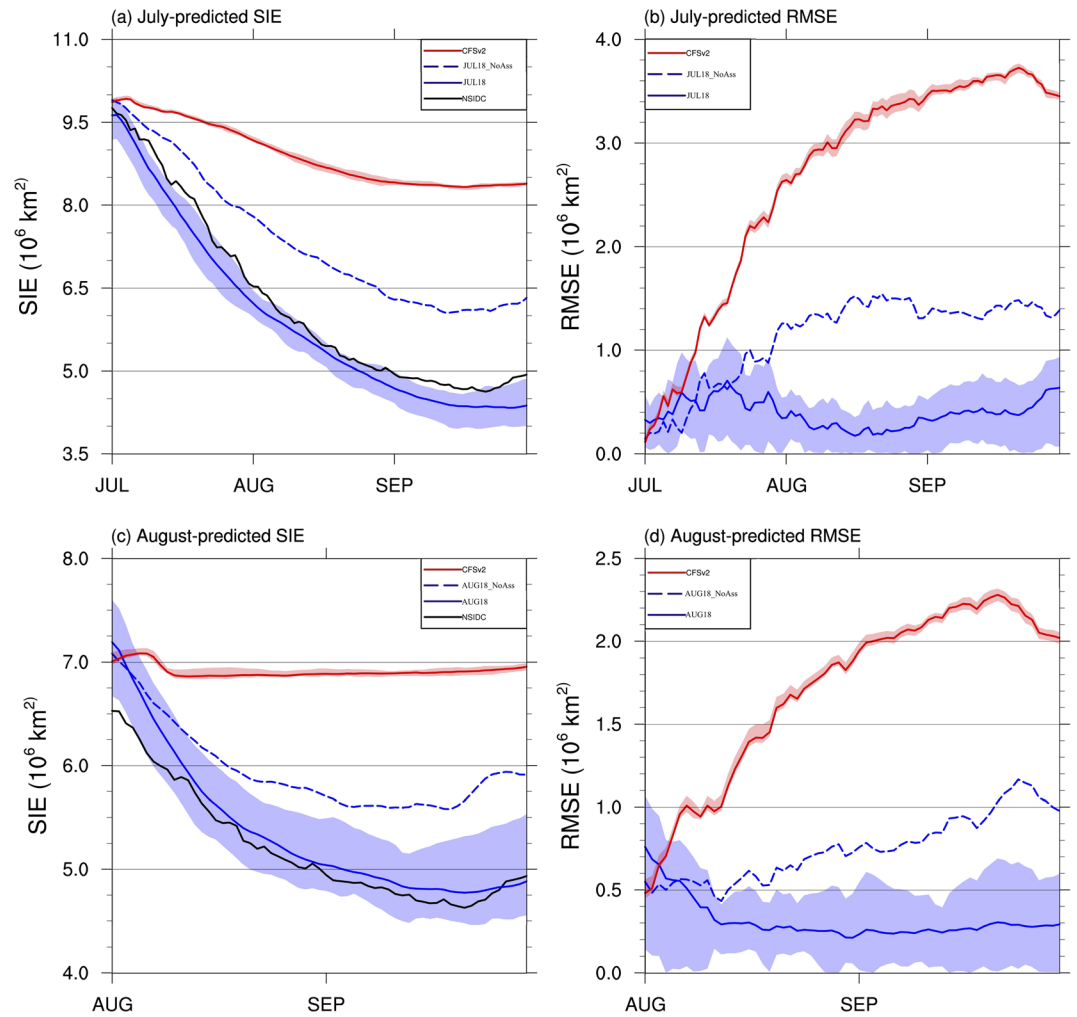 (a) July-predicted SIE
11.0
9.5
8.0
6.5
5.0
3.5
SIE (10⁶ km²)
CFSv2
JUL18_NoAss
JUL18
NSIDC
JUL
AUG
SEP
(b) July-predicted RMSE
4.0
3.0
2.0
1.0
0.0
RMSE (10⁶ km²)
CFSv2
JUL18_NoAss
JUL18
JUL
AUG
SEP
(c) August-predicted SIE
8.0
7.0
6.0
5.0
4.0
SIE (10⁶ km²)
CFSv2
AUG18_NoAss
AUG18
NSIDC
AUG
SEP
(d) August-predicted RMSE
2.5
2.0
1.5
1.0
0.5
0.0
RMSE (10⁶ km²)
CFSv2
AUG18_NoAss
AUG18
AUG
SEP